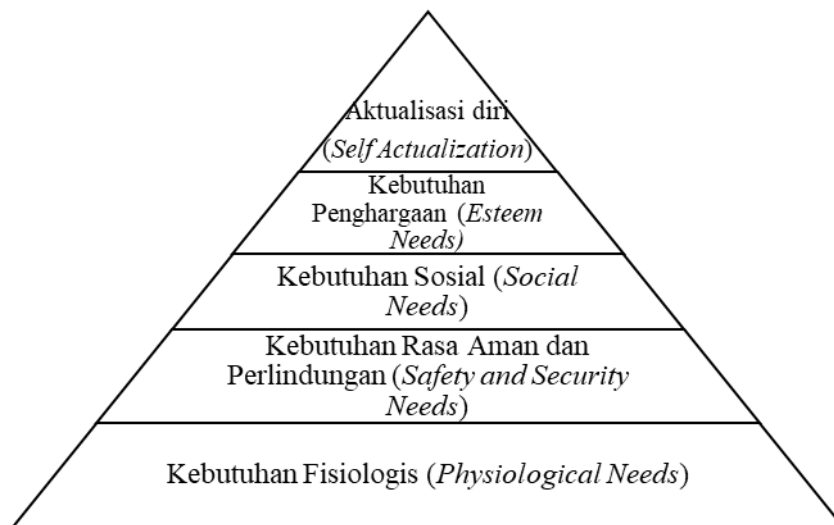 Aktualisasi diri
(Self Actualization)
Kebutuhan
Penghargaan (Esteem
Needs)
Kebutuhan Sosial (Social
Needs)
Kebutuhan Rasa Aman dan
Perlindungan (Safety and Security
Needs)
Kebutuhan Fisiologis (Physiological Needs)